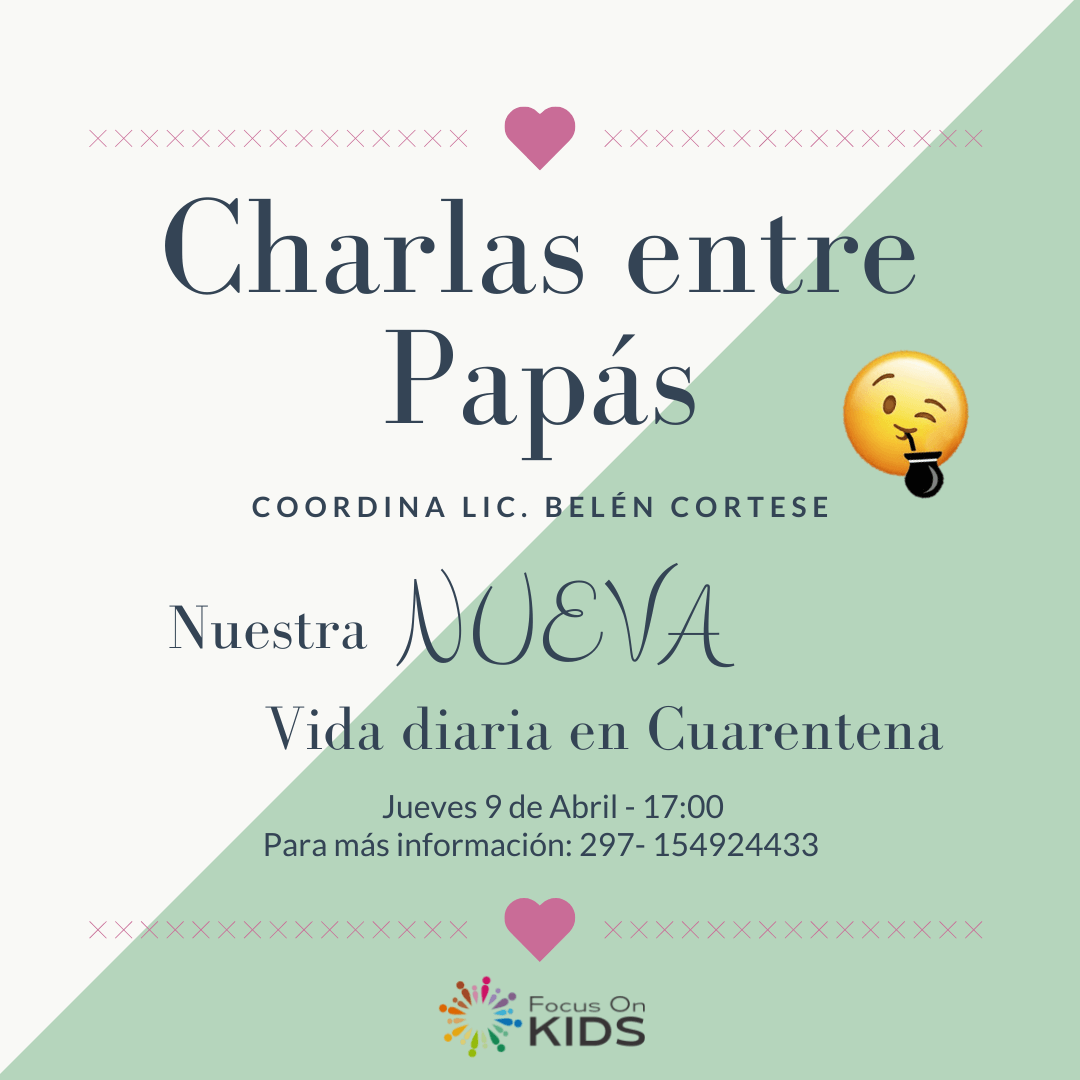 Charlas entre
Papás
COORDINA LIC. BELÉN CORTESE
Nuestra NUEVA
Vida diaria en Cuarentena
Jueves 9 de Abril - 17:00
Para más información: 297- 154924433
Focus On
KIDS